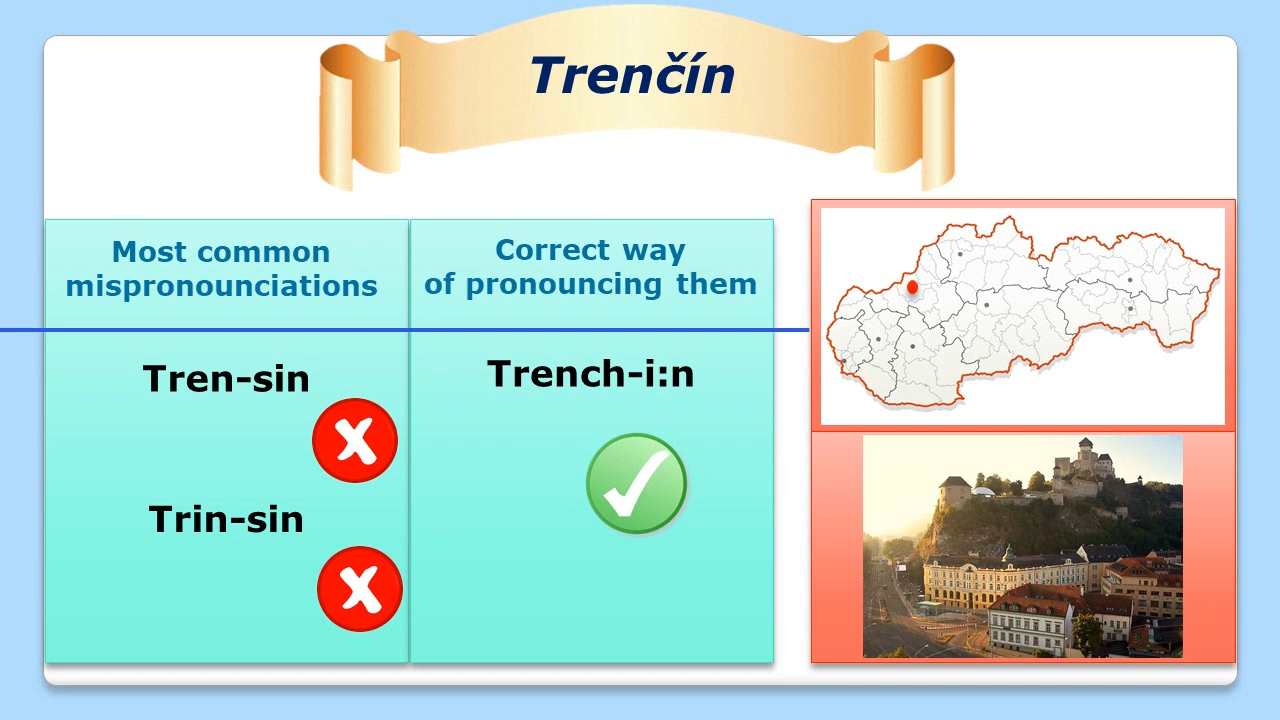 Trenčín
Most common
mispronounciations
Correct way
of pronouncing them
Tren-sin
Trench-i:n
Trin-sin